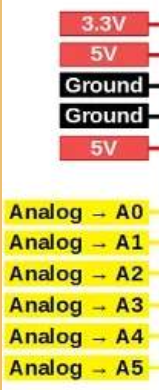 3.3V
5V
Ground
Ground
5V
Analog → A0
Analog → A1
Analog → A2
Analog → A3
Analog → A4
Analog → A5